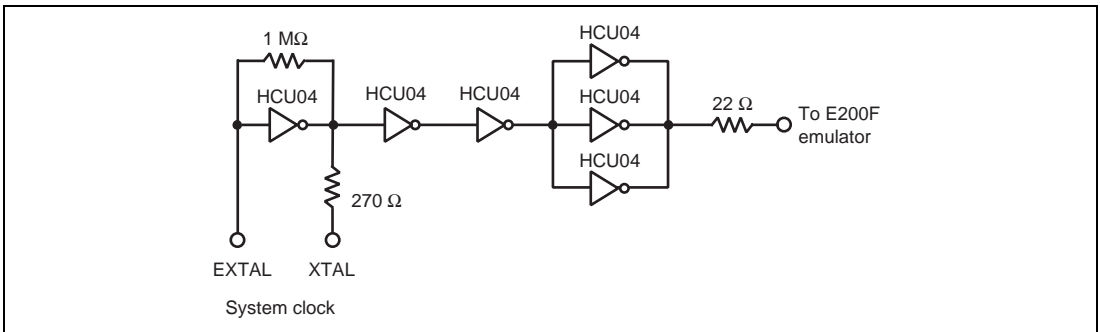 1 MΩ
HCU04
HCU04
HCU04
HCU04
HCU04
HCU04
22 Ω
To E200F
emulator
270 Ω
EXTAL
XTAL
System clock